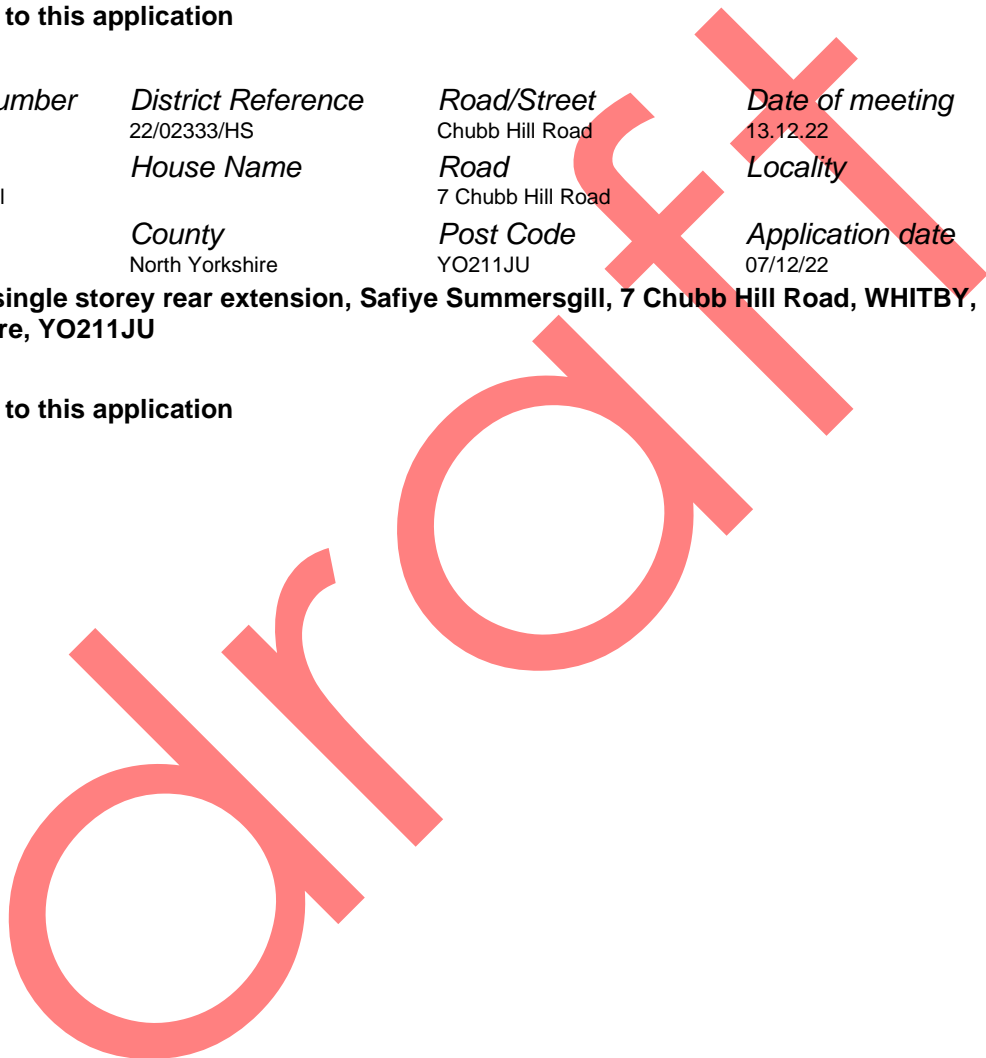 to this application
umber District Reference Road/Street Date of meeting
22/02333/HS Chubb Hill Road 13.12.22
House Name Road Locality
l 7 Chubb Hill Road
County Post Code Application date
North Yorkshire YO211JU 07/12/22
single storey rear extension, Safiye Summersgill, 7 Chubb Hill Road, WHITBY,
re, YO211JU
to this application
draft